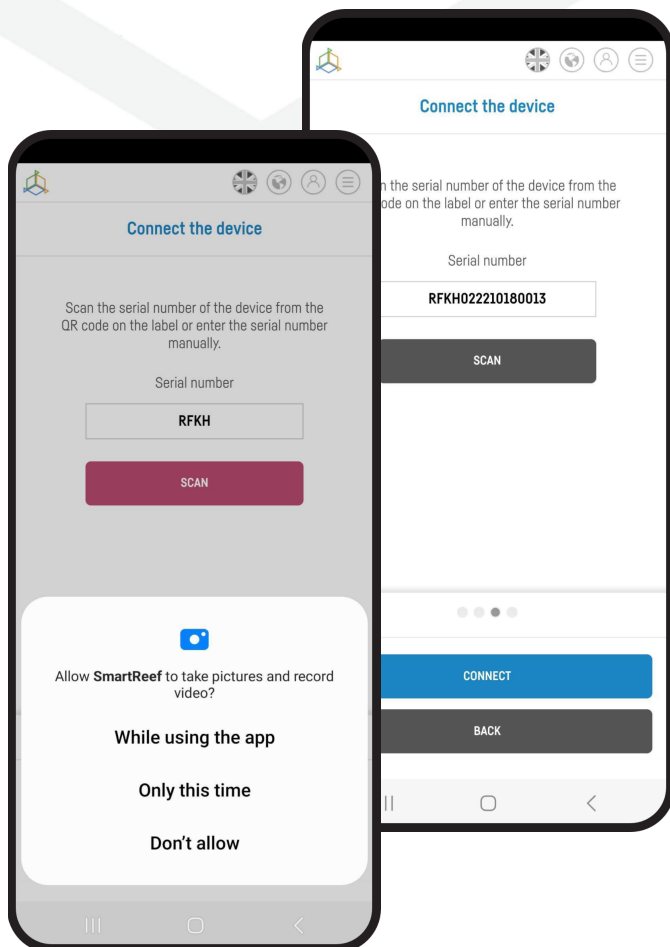 Connect the device
Scan the serial number of the device from the
QR code on the label or enter the serial number
manually.
Serial number
RFKH
SCAN
Allow SmartReef to take pictures and record
video?
While using the app
Only this time
Don't allow
Connect the device
the serial number of the device from the
on the label or enter the serial number
manually.
Serial number
RFKH022210180013
SCAN
CONNECT
BACK